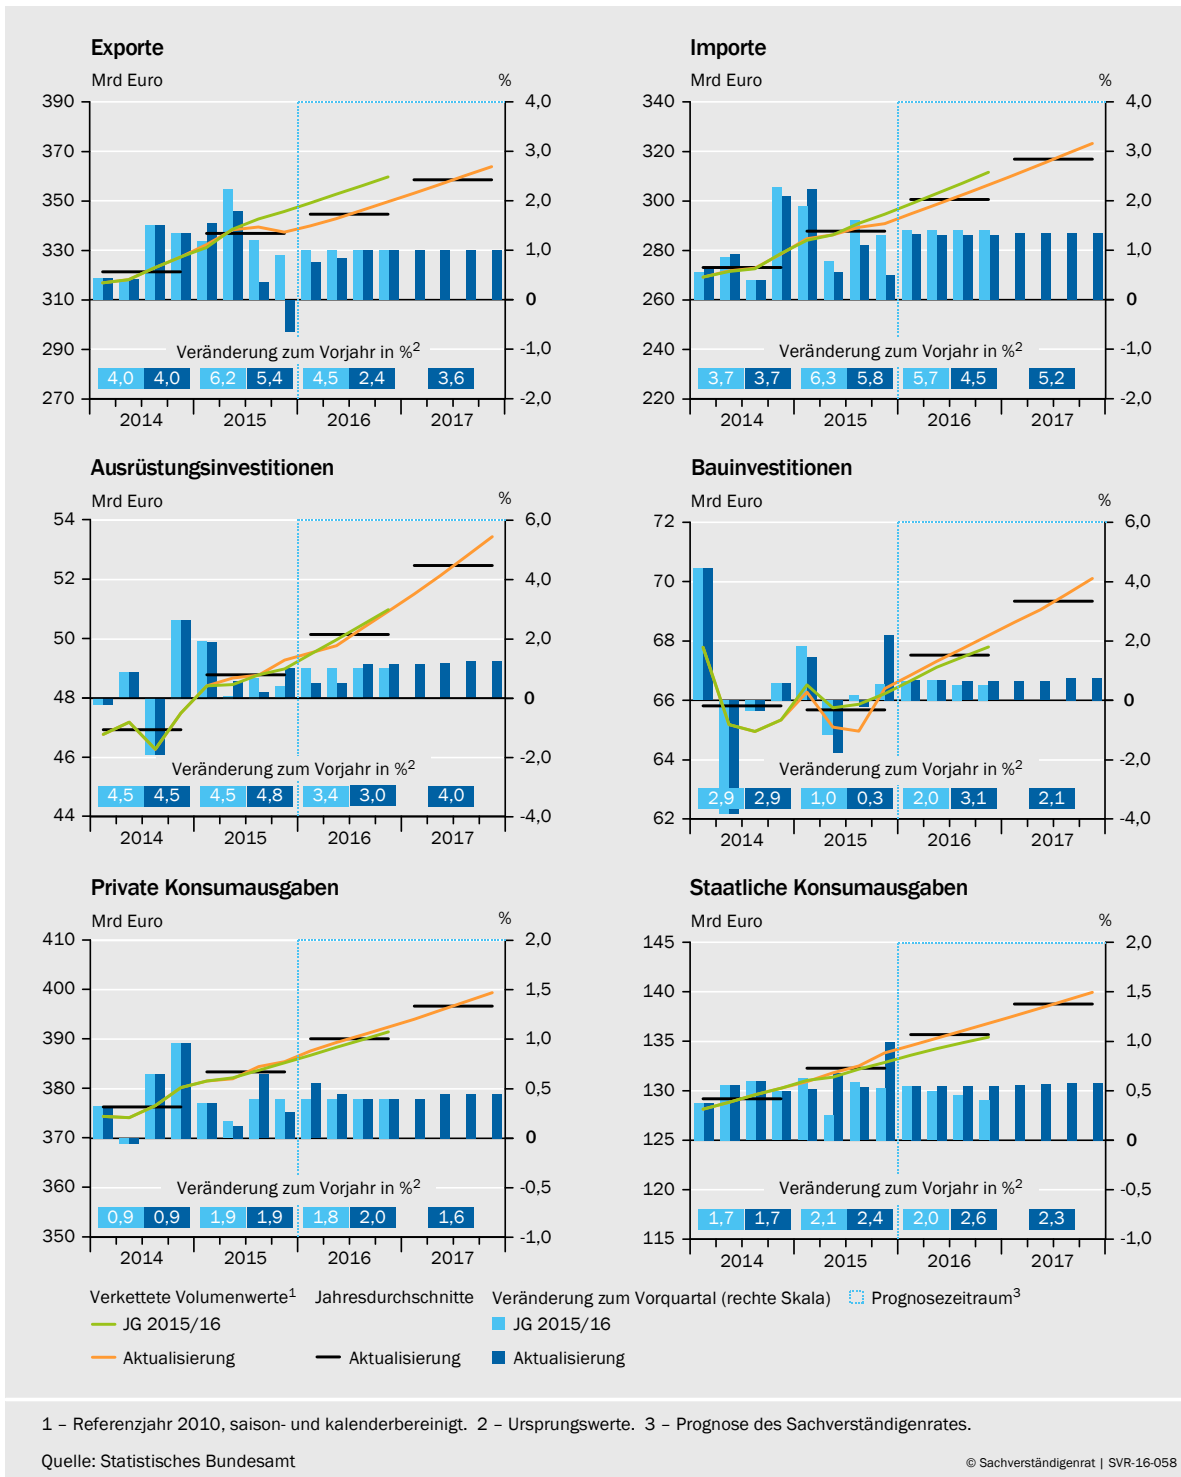 Exporte
Mrd Euro %
390 4,0
370 3,0
350 2,0
330 1,0
310 0
290 -1,0
270 -2,0
Veränderung zum Vorjahr in %2
4,0 4,0 6,2 5,4 4,5 2,4 3,6
2014 2015 2016 2017
Importe
Mrd Euro %
340 4,0
320 3,0
300 2,0
280 1,0
260 0
240 -1,0
220 -2,0
Veränderung zum Vorjahr in %2
3,7 3,7 6,3 5,8 5,7 4,5 5,2
2014 2015 2016 2017
Ausrüstungsinvestitionen
Mrd Euro %
54 6,0
52 4,0
50 2,0
48 0
46 -2,0
44 -4,0
Veränderung zum Vorjahr in %2
4,5 4,5 4,5 4,8 3,4 3,0 4,0
2014 2015 2016 2017
Bauinvestitionen
Mrd Euro %
72 6,0
70 4,0
68 2,0
66 0
64 -2,0
62 -4,0
Veränderung zum Vorjahr in %2
2,9 2,9 1,0 0,3 2,0 3,1 2,1
2014 2015 2016 2017
Private Konsumausgaben
Mrd Euro %
410 2,0
400 1,5
390 1,0
380 0,5
370 0
360 -0,5
350 -1,0
Veränderung zum Vorjahr in %2
0,9 0,9 1,9 1,9 1,8 2,0 1,6
2014 2015 2016 2017
Staatliche Konsumausgaben
Mrd Euro %
145 2,0
140 1,5
135 1,0
130 0,5
125 0
120 -0,5
115 -1,0
Veränderung zum Vorjahr in %2
1,7 1,7 2,1 2,4 2,0 2,6 2,3
2014 2015 2016 2017
Verkettete Volumenwerte1 Jahresdurchschnitte Veränderung zum Vorquartal (rechte Skala) Prognosezeitraum3
JG 2015/16 JG 2015/16
Aktualisierung Aktualisierung Aktualisierung
1 – Referenzjahr 2010, saison- und kalenderbereinigt. 2 – Ursprungswerte. 3 – Prognose des Sachverständigenrates.
Quelle: Statistisches Bundesamt
© Sachverständigenrat | SVR-16-058